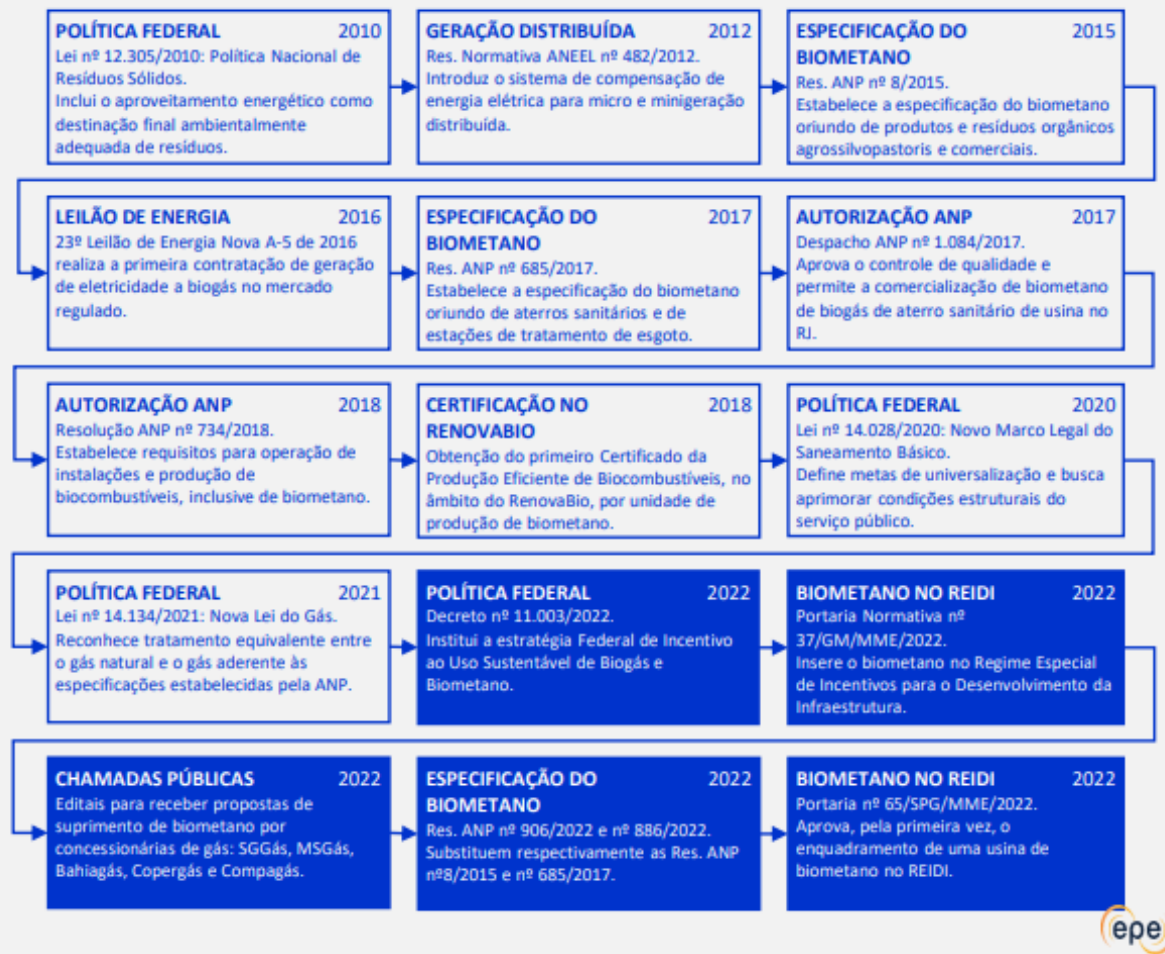 POLÍTICA FEDERAL 2010
Lei nº 12.305/2010: Política Nacional de
Resíduos Sólidos.
Inclui o aproveitamento energético como
destinação final ambientalmente
adequada de resíduos.
GERAÇÃO DISTRIBUÍDA 2012
Res. Normativa ANEEL nº 482/2012.
Introduz o sistema de compensação de
energia elétrica para micro e minigeração
distribuída.
ESPECIFICAÇÃO DO 2015
BIOMETANO
Res. ANP nº 8/2015.
Estabelece a especificação do biometano
oriundo de produtos e resíduos orgânicos
agrossilvopastoris e comerciais.
LEILÃO DE ENERGIA 2016
23º Leilão de Energia Nova A-5 de 2016
realiza a primeira contratação de geração
de eletricidade a biogás no mercado
regulado.
ESPECIFICAÇÃO DO 2017
BIOMETANO
Res. ANP nº 685/2017.
Estabelece a especificação do biometano
oriundo de aterros sanitários e de
estações de tratamento de esgoto.
AUTORIZAÇÃO ANP 2017
Despacho ANP nº 1.084/2017.
Aprova o controle de qualidade e
permite a comercialização de biometano
de biogás de aterro sanitário de usina no
RJ.
AUTORIZAÇÃO ANP 2018
Resolução ANP nº 734/2018.
Estabelece requisitos para operação de
instalações e produção de
biocombustíveis, inclusive de biometano.
CERTIFICAÇÃO NO 2018
RENOVABIO
Obtenção do primeiro Certificado da
Produção Eficiente de Biocombustíveis, no
âmbito do RenovaBio, por unidade de
produção de biometano.
POLÍTICA FEDERAL 2020
Lei nº 14.028/2020: Novo Marco Legal do
Saneamento Básico.
Define metas de universalização e busca
aprimorar condições estruturais do
serviço público.
POLÍTICA FEDERAL 2021
Lei nº 14.134/2021: Nova Lei do Gás.
Reconhece tratamento equivalente entre
o gás natural e o gás aderente às
especificações estabelecidas pela ANP.
POLÍTICA FEDERAL 2022
Decreto nº 11.003/2022.
Institui a estratégia Federal de Incentivo
ao Uso Sustentável de Biogás e
Biometano.
BIOMETANO NO REIDI 2022
Portaria Normativa nº
37/GM/MME/2022.
Insere o biometano no Regime Especial
de Incentivos para o Desenvolvimento da
Infraestrutura.
CHAMADAS PÚBLICAS 2022
Editais para receber propostas de
suprimento de biometano por
concessionárias de gás: SGGás, MSGás,
Bahiagás, Copergás e Compagás.
ESPECIFICAÇÃO DO 2022
BIOMETANO
Res. ANP nº 906/2022 e nº 886/2022.
Substituem respectivamente as Res. ANP
nº8/2015 e nº 685/2017.
BIOMETANO NO REIDI 2022
Portaria nº 65/SPG/MME/2022.
Aprova, pela primeira vez, o
enquadramento de uma usina de
biometano no REIDI.
epe